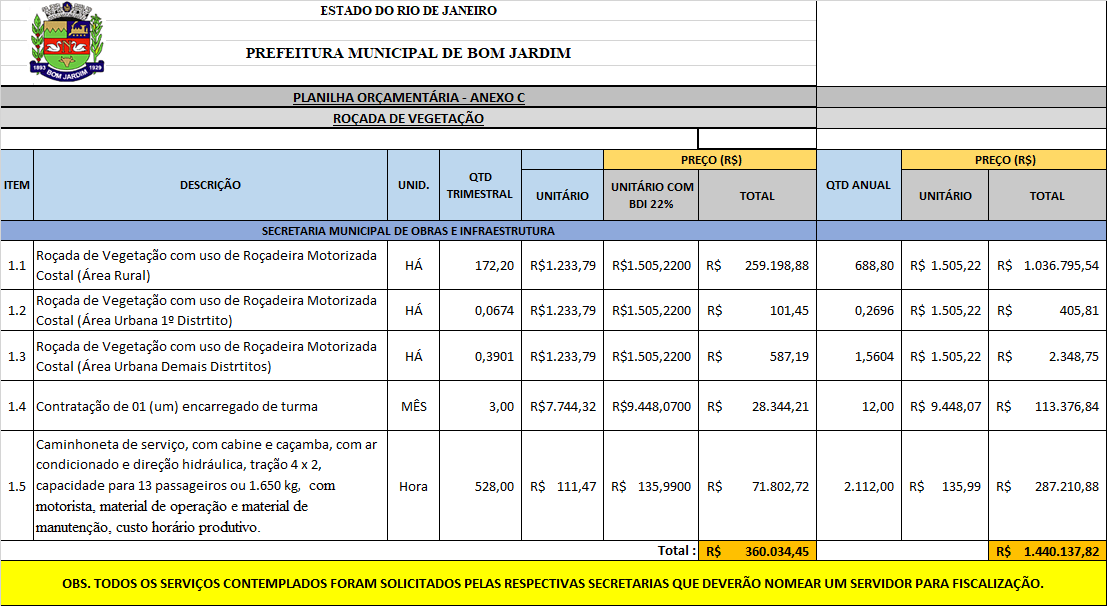 ESTADO DO RIO DE JANEIRO
PREFEITURA MUNICIPAL DE BOM JARDIM
1893 BOM JARDIM 1929
PLANILHA ORÇAMENTÁRIA - ANEXO C
ROÇADA DE VEGETAÇÃO
ITEM DESCRIÇÃO UNID. QTD TRIMESTRAL UNITÁRIO PREÇO (R$) UNITÁRIO COM BDI 22% TOTAL QTD ANUAL PREÇO (R$) UNITÁRIO TOTAL
SECRETARIA MUNICIPAL DE OBRAS E INFRAESTRUTURA
1.1 Roçada de Vegetação com uso de Roçadeira Motorizada
Costal (Área Rural) HÁ 172,20 R$1.233,79 R$1.505,2200 R$ 259.198,88 688,80 R$ 1.505,22 R$ 1.036.795,54
1.2 Roçada de Vegetação com uso de Roçadeira Motorizada
Costal (Área Urbana 1º Distrtito) HÁ 0,0674 R$1.233,79 R$1.505,2200 R$ 101,45 0,2696 R$ 1.505,22 R$ 405,81
1.3 Roçada de Vegetação com uso de Roçadeira Motorizada
Costal (Área Urbana Demais Distrtitos) HÁ 0,3901 R$1.233,79 R$1.505,2200 R$ 587,19 1,5604 R$ 1.505,22 R$ 2.348,75
1.4 Contratação de 01 (um) encarregado de turma MÊS 3,00 R$7.744,32 R$9.448,0700 R$ 28.344,21 12,00 R$ 9.448,07 R$ 113.376,84
Caminhoneta de serviço, com cabine e caçamba, com ar
condicionado e direção hidráulica, tração 4 x 2,
1.5 capacidade para 13 passageiros ou 1.650 kg, com Hora 528,00 R$ 111,47 R$ 135,9900 R$ 71.802,72 2.112,00 R$ 135,99 R$ 287.210,88
motorista, material de operação e material de
manutenção, custo horário produtivo.
Total : R$ 360.034,45 R$ 1.440.137,82
OBS. TODOS OS SERVIÇOS CONTEMPLADOS FORAM SOLICITADOS PELAS RESPECTIVAS SECRETARIAS QUE DEVERÃO NOMEAR UM SERVIDOR PARA FISCALIZAÇÃO.